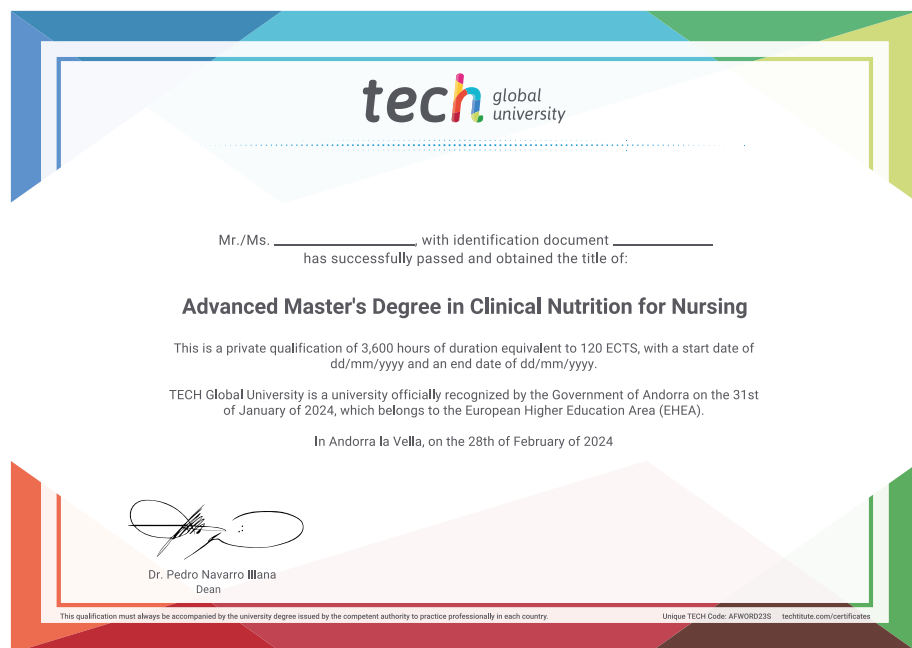 tech global
university
Mr./Ms. ____________, with identification document ____________
has successfully passed and obtained the title of:
Advanced Master's Degree in Clinical Nutrition for Nursing
This is a private qualification of 3,600 hours of duration equivalent to 120 ECTS, with a start date of
dd/mm/yyyy and an end date of dd/mm/yyyy.
TECH Global University is a university officially recognized by the Government of Andorra on the 31st
of January of 2024, which belongs to the European Higher Education Area (EHEA).
In Andorra la Vella, on the 28th of February of 2024
Dr. Pedro Navarro Illana
Dean
This qualification must always be accompanied by the university degree issued by the competent authority to practice professionally in each country.
Unique TECH Code: AFWORD23S techtitute.com/certificates